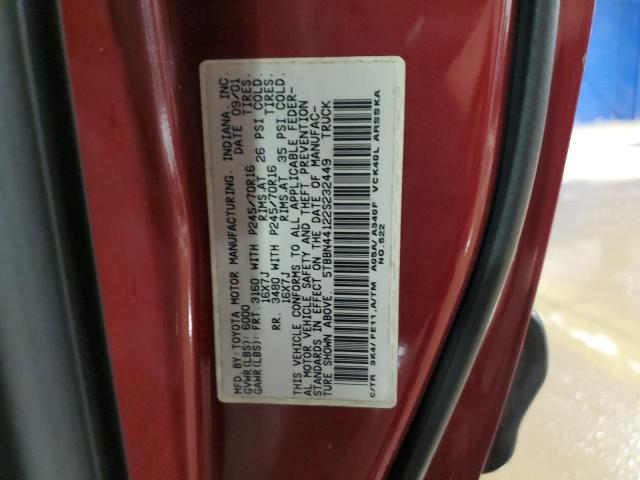 MFD. BY: TOYOTA MOTOR MANUFACTURING, INDIANA, INC.
GVWR(LBS): 6000 DATE 09/01
GAWR(LBS): FRT. 3160 WITH P245/70R16 TIRES,
16X7J RIMS,AT 26 PSI COLD.
RR. 3480 WITH P245/70R16 TIRES,
16X7J RIMS,AT 35 PSI COLD.
THIS VEHICLE CONFORMS TO ALL APPLICABLE FEDER-
AL MOTOR VEHICLE SAFETY AND THEFT PREVENTION
STANDARDS IN EFFECT ON THE DATE OF MANUFAC-
TURE SHOWN ABOVE. 5TBBN44122S232449 TRUCK
C/TR 3K4/FE11,A/TM A05A/A340F VCK40L ARSSKA
NO.522